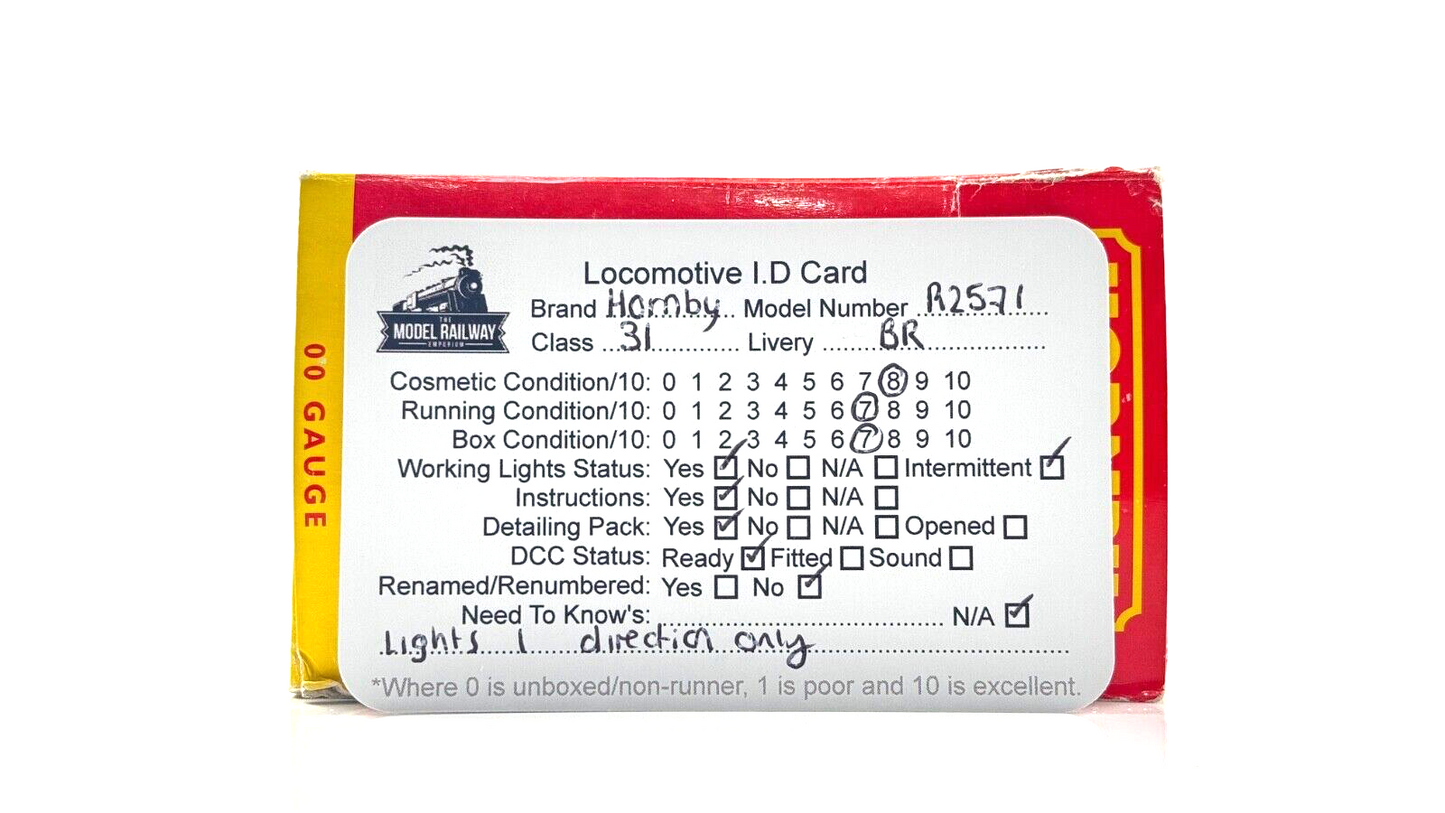 Locomotive I.D Card
THE
MODEL RAILWAY
EMPORIUM
Brand Hornby Model Number R2571
Class 31 Livery BR
Cosmetic Condition/10: 0 1 2 3 4 5 6 7 8 9 10
Running Condition/10: 0 1 2 3 4 5 6 7 8 9 10
Box Condition/10: 0 1 2 3 4 5 6 7 8 9 10
Working Lights Status: Yes No N/A Intermittent
Instructions: Yes No N/A
Detailing Pack: Yes No N/A Opened
DCC Status: Ready Fitted Sound
Renamed/Renumbered: Yes No
Need To Know's: N/A
Lights 1 direction only
*Where 0 is unboxed/non-runner, 1 is poor and 10 is excellent.
00 GAUGE